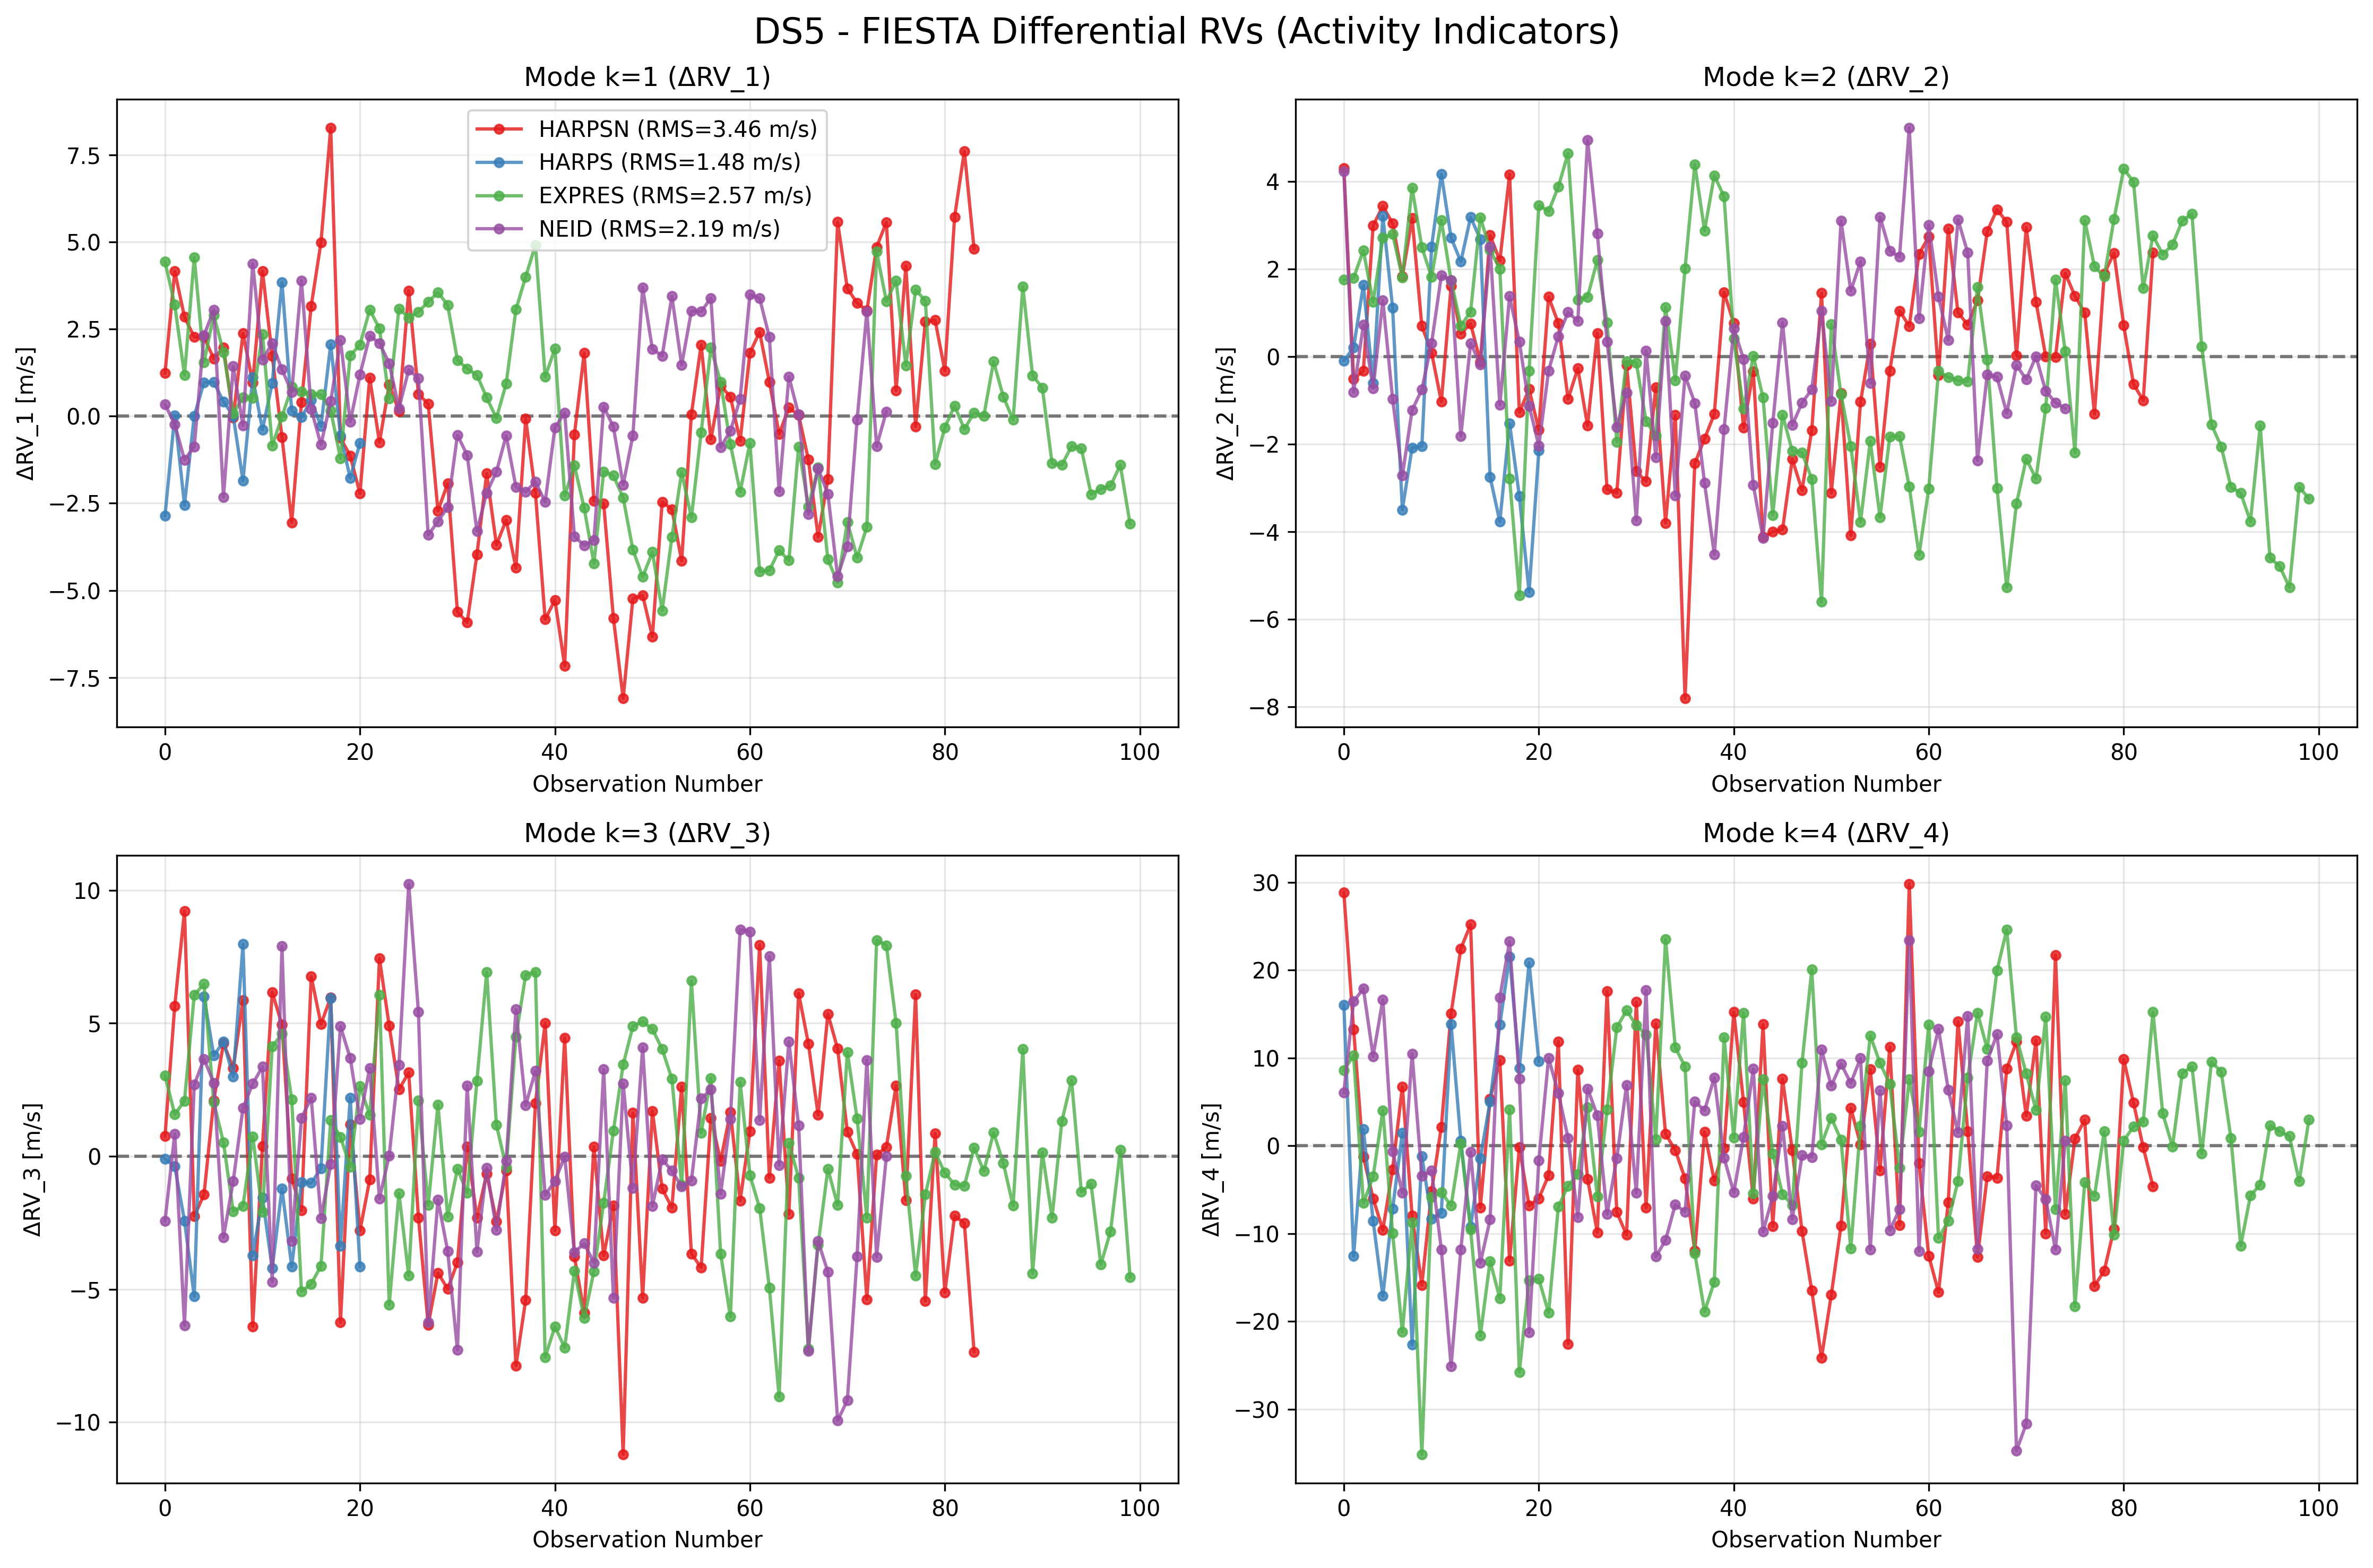 DS5 - FIESTA Differential RVs (Activity Indicators)
Mode k=1 (ΔRV_1)
ΔRV_1 [m/s]
7.5
5.0
2.5
0.0
−2.5
−5.0
−7.5
HARPSN (RMS=3.46 m/s)
HARPS (RMS=1.48 m/s)
EXPRES (RMS=2.57 m/s)
NEID (RMS=2.19 m/s)
0 20 40 60 80 100
Observation Number
Mode k=2 (ΔRV_2)
ΔRV_2 [m/s]
4
2
0
−2
−4
−6
−8
0 20 40 60 80 100
Observation Number
Mode k=3 (ΔRV_3)
ΔRV_3 [m/s]
10
5
0
−5
−10
0 20 40 60 80 100
Observation Number
Mode k=4 (ΔRV_4)
ΔRV_4 [m/s]
30
20
10
0
−10
−20
−30
0 20 40 60 80 100
Observation Number